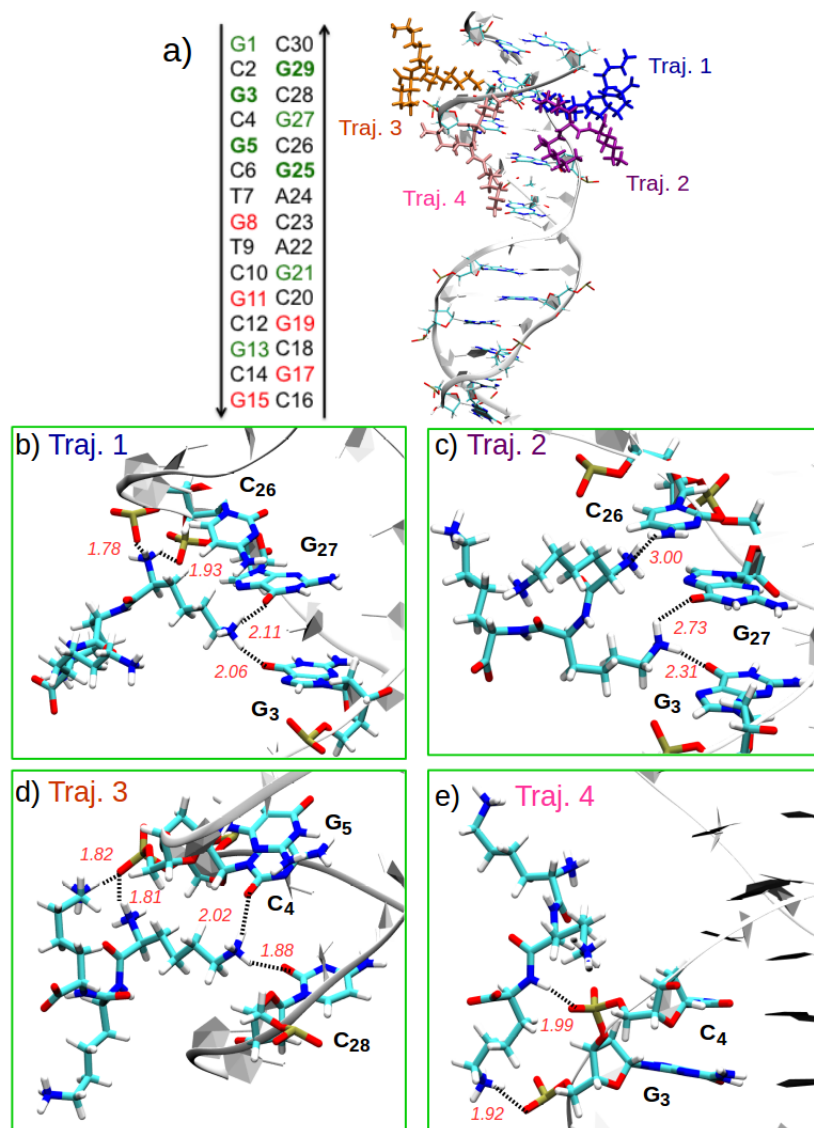 a)
G1 C30
C2 G29
G3 C28
C4 G27
G5 C26
C6 G25
T7 A24
G8 C23
T9 A22
C10 G21
G11 C20
C12 G19
G13 C18
C14 G17
G15 C16
Traj. 1
Traj. 3
Traj. 2
Traj. 4
b) Traj. 1
C26
G27
1.78
1.93
2.11
2.06
G3
c) Traj. 2
C26
3.00
2.73
G27
2.31
G3
d) Traj. 3
G5
1.82
1.81
2.02
C4
1.88
C28
e) Traj. 4
1.99
C4
G3
1.92